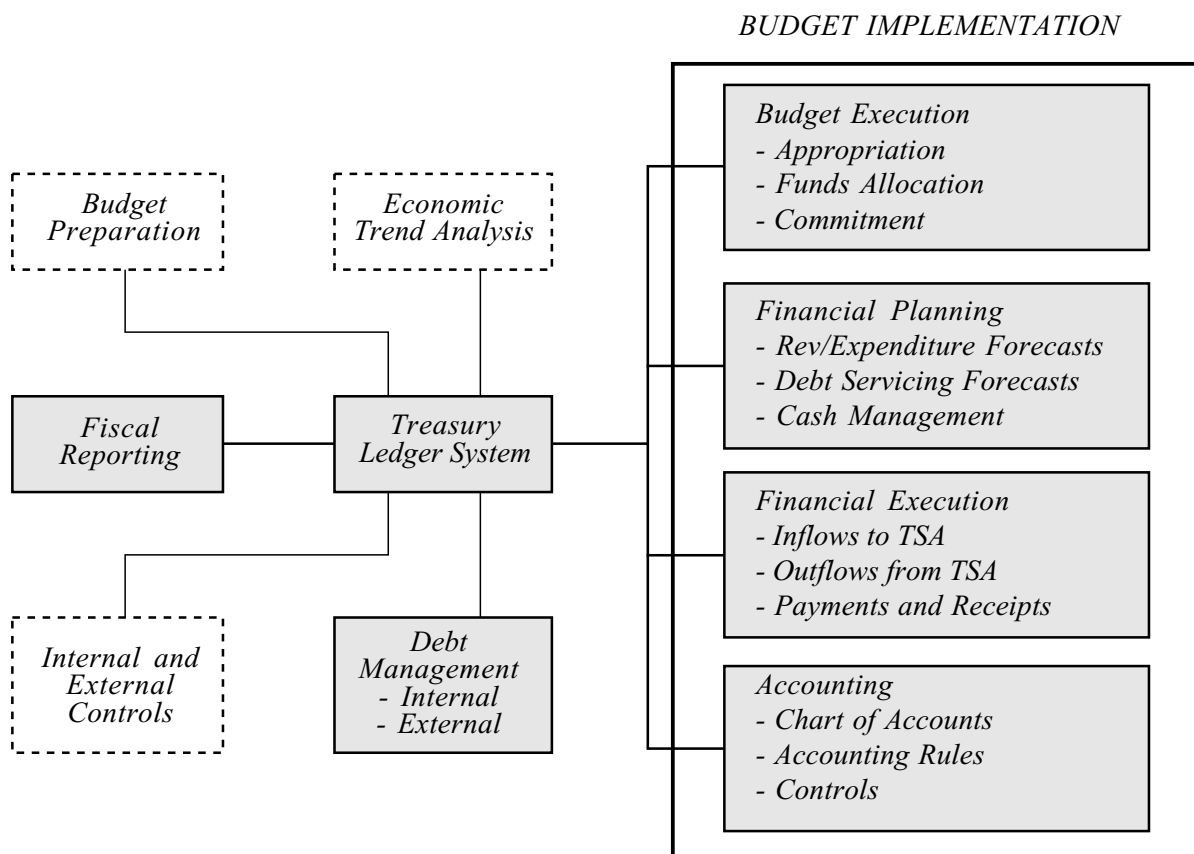 BUDGET IMPLEMENTATION
Budget Execution
- Appropriation
- Funds Allocation
- Commitment
Budget
Preparation
Economic
Trend Analysis
Financial Planning
- Rev/Expenditure Forecasts
- Debt Servicing Forecasts
- Cash Management
Fiscal
Reporting
Treasury
Ledger System
Financial Execution
- Inflows to TSA
- Outflows from TSA
- Payments and Receipts
Internal and
External
Controls
Debt
Management
- Internal
- External
Accounting
- Chart of Accounts
- Accounting Rules
- Controls